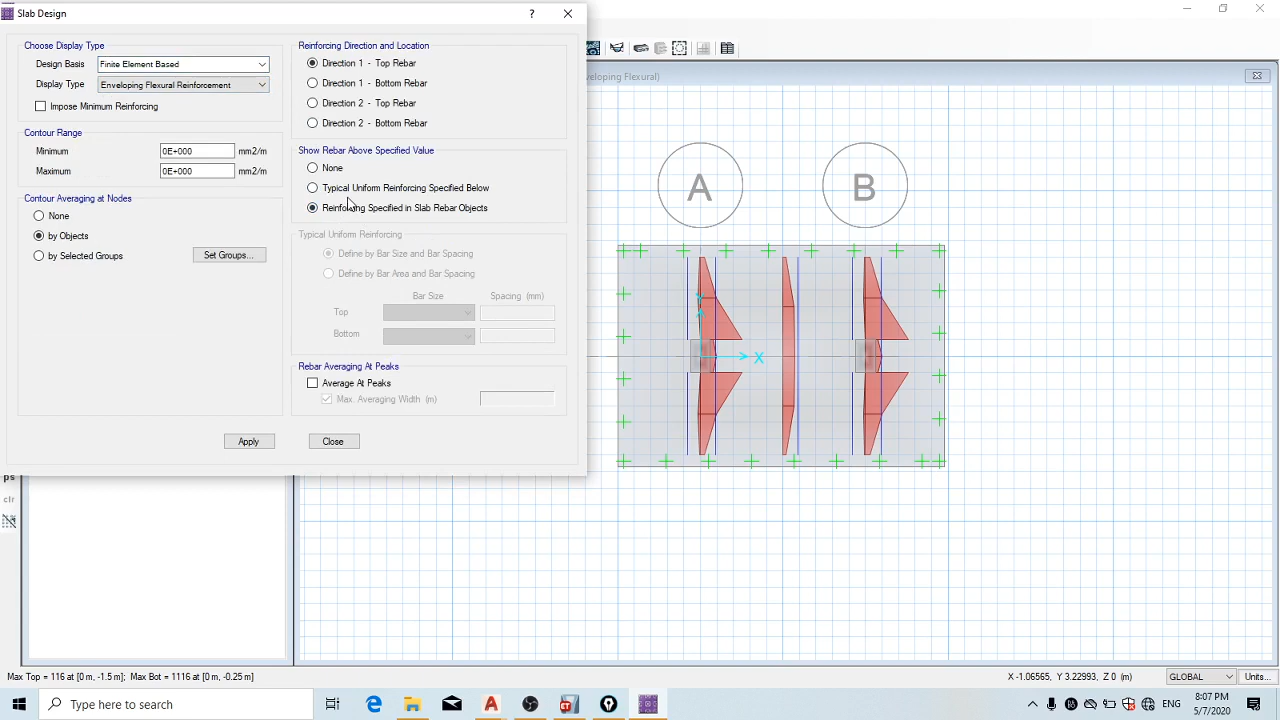 Slab Design
?
Choose Display Type
Design Basis
Finite Element Based
Display Type
Enveloping Flexural Reinforcement
Impose Minimum Reinforcing
Contour Range
Minimum
0E+000
mm2/m
Maximum
0E+000
mm2/m
Contour Averaging at Nodes
None
by Objects
by Selected Groups
Set Groups...
Reinforcing Direction and Location
Direction 1 - Top Rebar
Direction 1 - Bottom Rebar
Direction 2 - Top Rebar
Direction 2 - Bottom Rebar
Show Rebar Above Specified Value
None
Typical Uniform Reinforcing Specified Below
Reinforcing Specified in Slab Rebar Objects
Typical Uniform Reinforcing
Define by Bar Size and Bar Spacing
Define by Bar Area and Bar Spacing
Bar Size
Spacing (mm)
Top
Bottom
Rebar Averaging At Peaks
Average At Peaks
Max. Averaging Width (m)
Apply
Close
veloping Flexural)
A
B
Y
X
ps
clr
Max Top = 116 at [0 m, -1.5 m]; Max Bot = 1116 at [0 m, -0.25 m]
X -1.06565, Y 3.22993, Z 0 (m)
GLOBAL
Units...
Type here to search
ENG
8:07 PM
5/7/2020